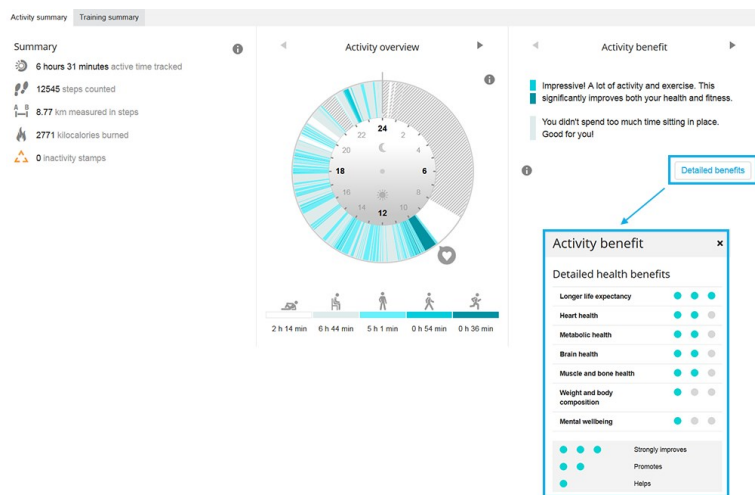 Activity summary
Training summary
Summary
6 hours 31 minutes active time tracked
12545 steps counted
A B
8.77 km measured in steps
2771 kilocalories burned
0 inactivity stamps
Activity overview
24
22
2
20
4
18
6
16
8
14
10
12
2 h 14 min
6 h 44 min
5 h 1 min
0 h 54 min
0 h 36 min
Activity benefit
Impressive! A lot of activity and exercise. This
significantly improves both your health and fitness.
You didn't spend too much time sitting in place.
Good for you!
Detailed benefits
Activity benefit
×
Detailed health benefits
Longer life expectancy
Heart health
Metabolic health
Brain health
Muscle and bone health
Weight and body
composition
Mental wellbeing
Strongly improves
Promotes
Helps